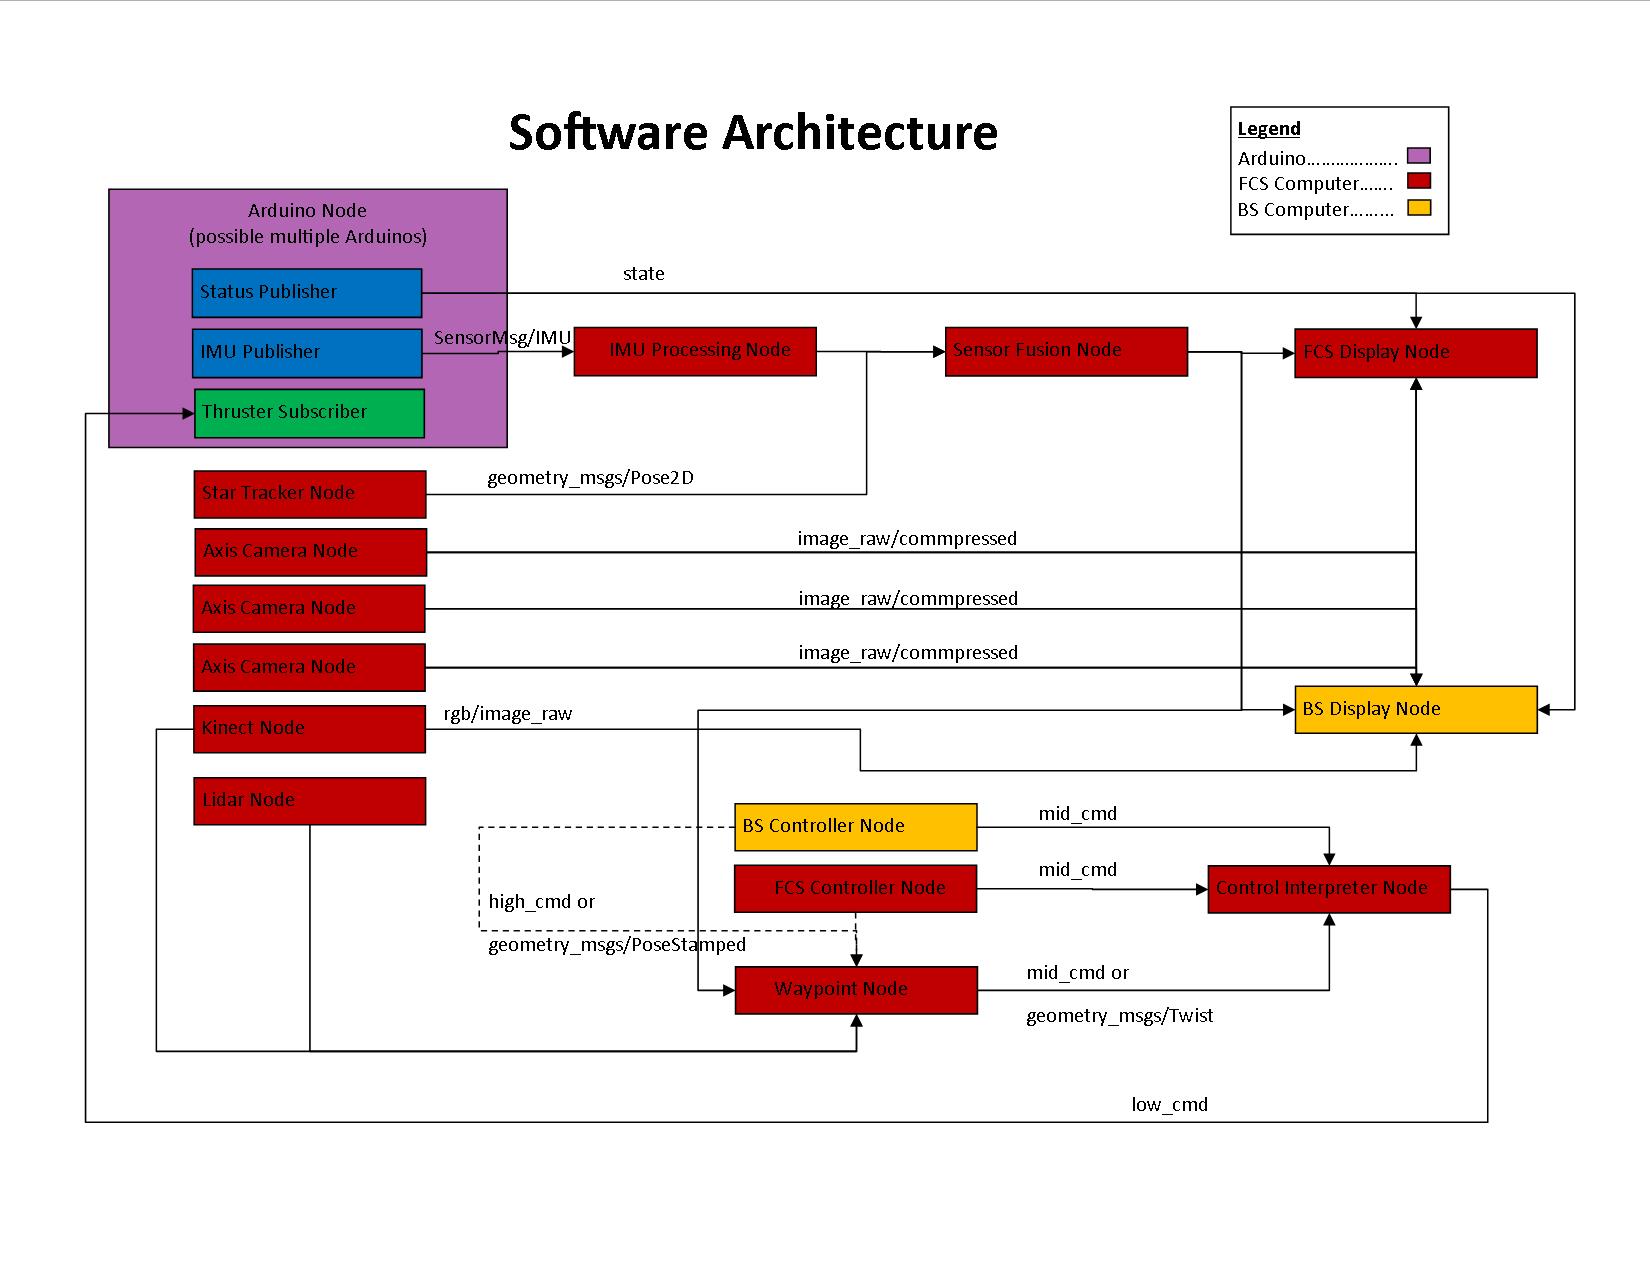 Software Architecture
Legend
Arduino...................
FCS Computer.......
BS Computer.........
Arduino Node
(possible multiple Arduinos)
Status Publisher
state
IMU Publisher
SensorMsg/IMU
IMU Processing Node
Sensor Fusion Node
FCS Display Node
Thruster Subscriber
Star Tracker Node
geometry_msgs/Pose2D
Axis Camera Node
image_raw/commpressed
Axis Camera Node
image_raw/commpressed
Axis Camera Node
image_raw/commpressed
Kinect Node
rgb/image_raw
BS Display Node
Lidar Node
BS Controller Node
mid_cmd
FCS Controller Node
mid_cmd
Control Interpreter Node
high_cmd or
geometry_msgs/PoseStamped
Waypoint Node
mid_cmd or
geometry_msgs/Twist
low_cmd